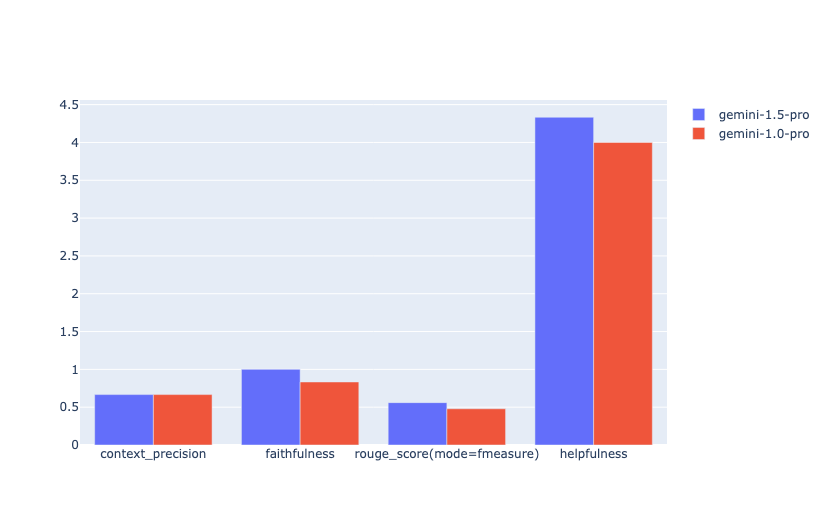 4.5
4
3.5
3
2.5
2
1.5
1
0.5
0
context_precision
faithfulness
rouge_score(mode=fmeasure)
helpfulness
gemini-1.5-pro
gemini-1.0-pro